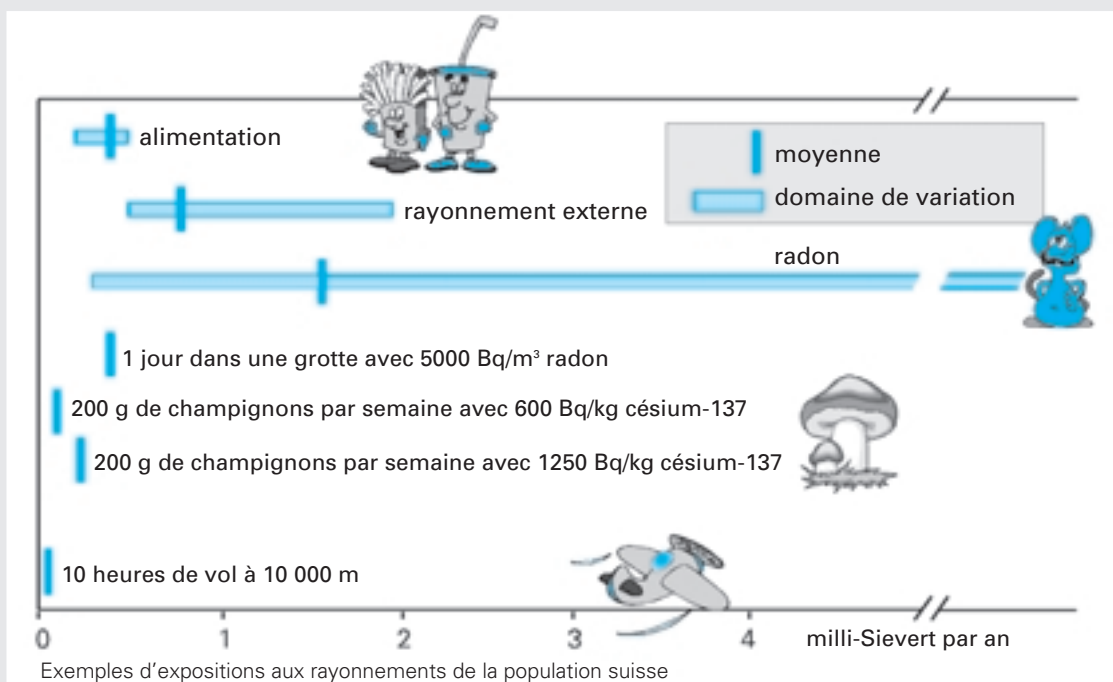 alimentation
moyenne
domaine de variation
rayonnement externe
radon
1 jour dans une grotte avec 5000 Bq/m³ radon
200 g de champignons par semaine avec 600 Bq/kg césium-137
200 g de champignons par semaine avec 1250 Bq/kg césium-137
10 heures de vol à 10 000 m
0 1 2 3 4 milli-Sievert par an
Exemples d'expositions aux rayonnements de la population suisse